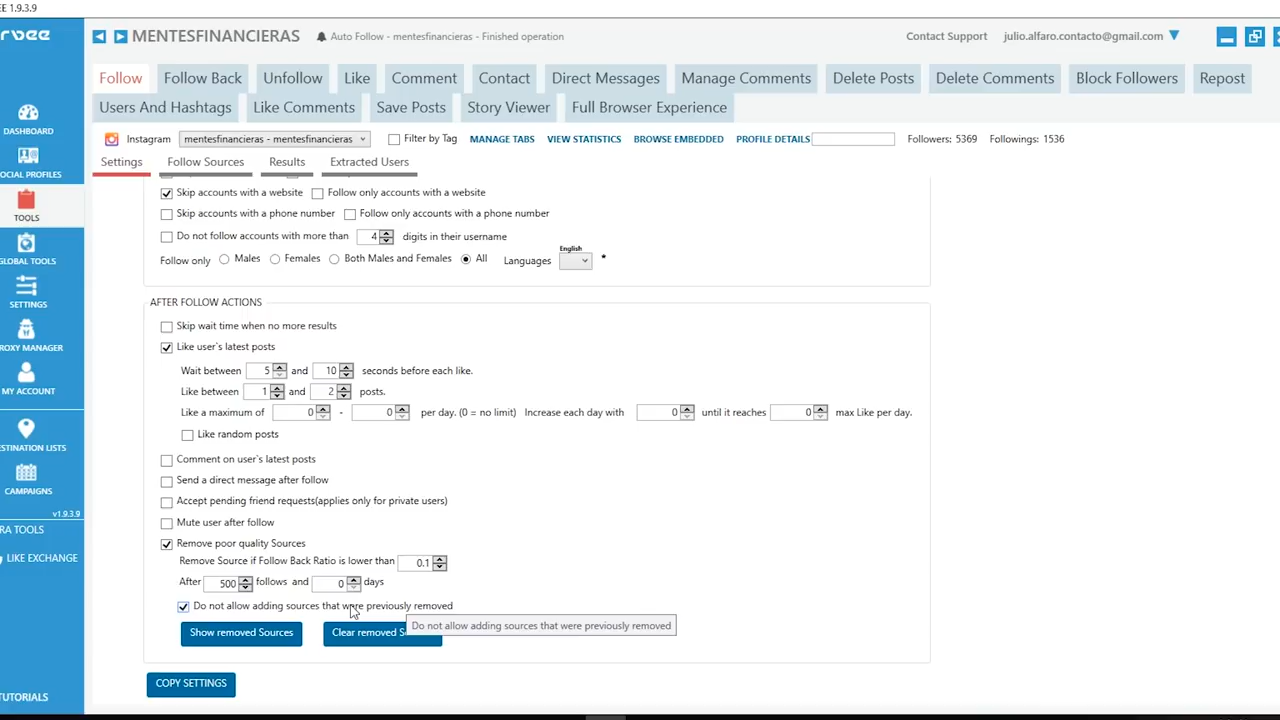 EE 1.9.3.9
MENTESFINANCIERAS Auto Follow - mentesfinancieras - Finished operation Contact Support julio.alfaro.contacto@gmail.com
Follow Follow Back Unfollow Like Comment Contact Direct Messages Manage Comments Delete Posts Delete Comments Block Followers Repost
Users And Hashtags Like Comments Save Posts Story Viewer Full Browser Experience
Instagram mentesfinancieras - mentesfinancieras Filter by Tag MANAGE TABS VIEW STATISTICS BROWSE EMBEDDED PROFILE DETAILS Followers: 5369 Followings: 1536
Settings Follow Sources Results Extracted Users
DASHBOARD
OCIAL PROFILES
TOOLS
GLOBAL TOOLS
SETTINGS
ROXY MANAGER
MY ACCOUNT
ESTINATION LISTS
CAMPAIGNS
v1.9.3.9
RA TOOLS
LIKE EXCHANGE
TUTORIALS
Skip accounts with a website Follow only accounts with a website
Skip accounts with a phone number Follow only accounts with a phone number
Do not follow accounts with more than 4 digits in their username
Follow only Males Females Both Males and Females All Languages English *
AFTER FOLLOW ACTIONS
Skip wait time when no more results
Like user's latest posts
Wait between 5 and 10 seconds before each like.
Like between 1 and 2 posts.
Like a maximum of 0 - 0 per day. (0 = no limit) Increase each day with 0 until it reaches 0 max Like per day.
Like random posts
Comment on user's latest posts
Send a direct message after follow
Accept pending friend requests(applies only for private users)
Mute user after follow
Remove poor quality Sources
Remove Source if Follow Back Ratio is lower than 0.1
After 500 follows and 0 days
Do not allow adding sources that were previously removed
Do not allow adding sources that were previously removed
Show removed Sources Clear removed S
COPY SETTINGS